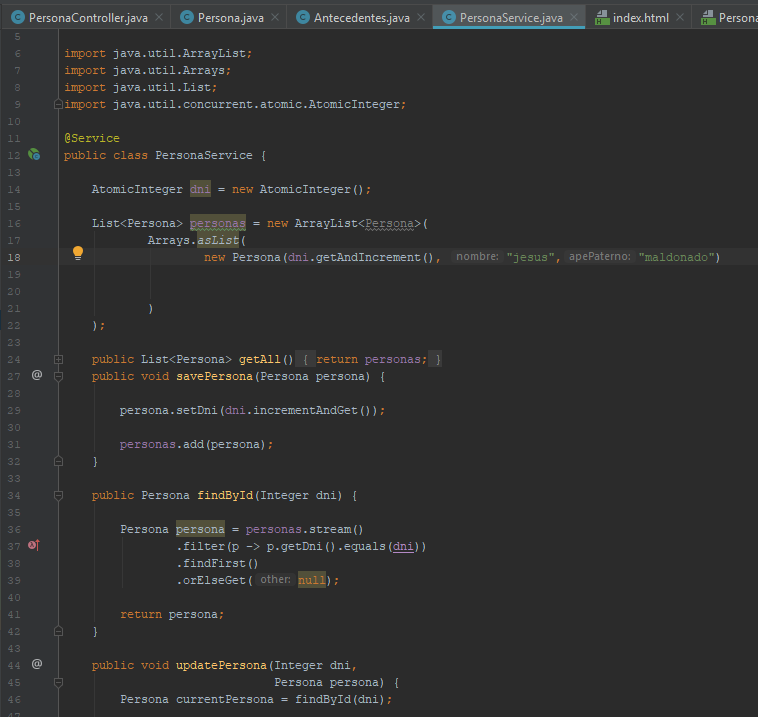 PersonaController.java × Persona.java × Antecedentes.java × PersonaService.java × index.html × Persona
5
6 import java.util.ArrayList;
7 import java.util.Arrays;
8 import java.util.List;
9 import java.util.concurrent.atomic.AtomicInteger;
10
11 @Service
12 public class PersonaService {
13
14 AtomicInteger dni = new AtomicInteger();
15
16 List<Persona> personas = new ArrayList<Persona>(
17 Arrays.asList(
18 new Persona(dni.getAndIncrement(), nombre: "jesus", apePaterno: "maldonado")
19
20
21 )
22 );
23
24 public List<Persona> getAll() { return personas; }
27 @ public void savePersona(Persona persona) {
28
29 persona.setDni(dni.incrementAndGet());
30
31 personas.add(persona);
32 }
33
34 public Persona findById(Integer dni) {
35
36 Persona persona = personas.stream()
37 .filter(p -> p.getDni().equals(dni))
38 .findFirst()
39 .orElseGet( other: null);
40
41 return persona;
42 }
43
44 @ public void updatePersona(Integer dni,
45 Persona persona) {
46 Persona currentPersona = findById(dni);
47